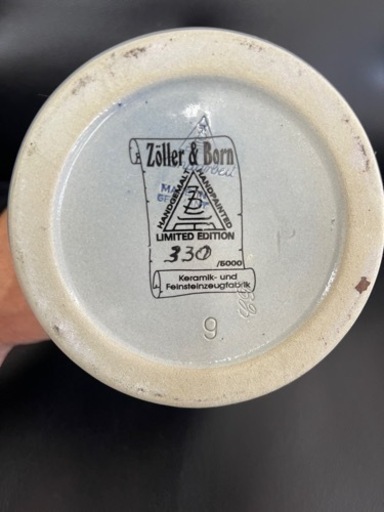 Zöller & Born
HANDGEMALT
HANDPAINTED
LIMITED EDITION
330
/5000
Keramik- und
Feinsteinzeugfabrik
9